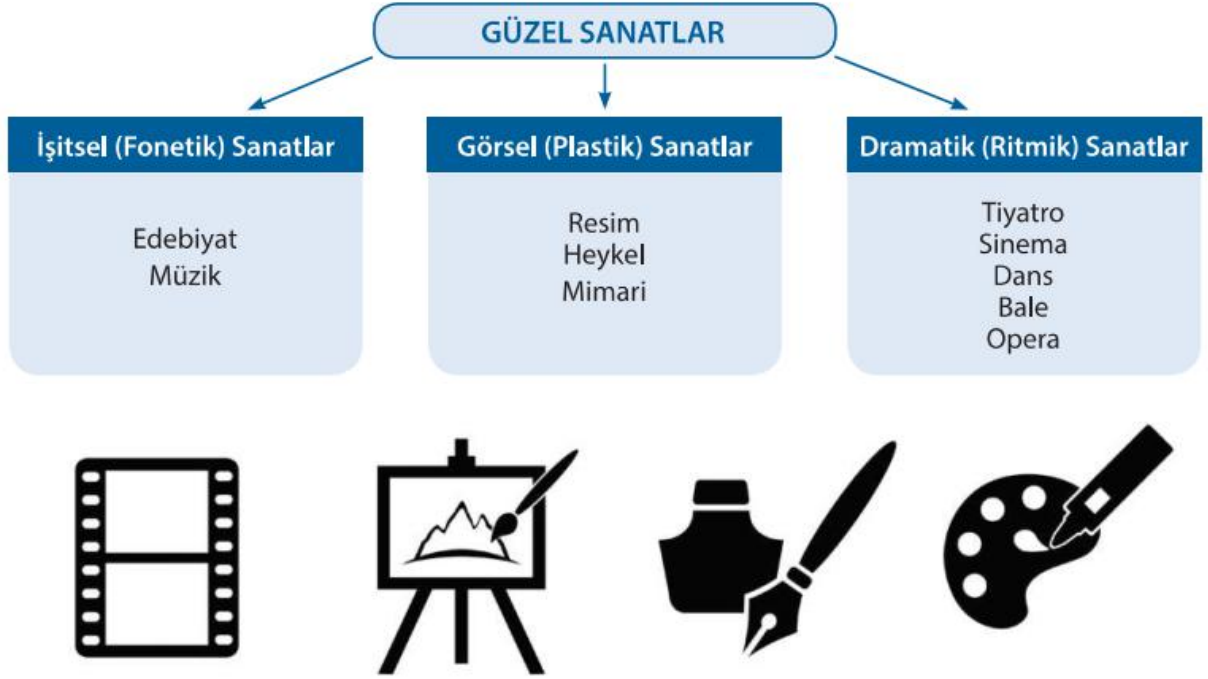 GÜZEL SANATLAR
İşitsel (Fonetik) Sanatlar
Edebiyat
Müzik
Görsel (Plastik) Sanatlar
Resim
Heykel
Mimari
Dramatik (Ritmik) Sanatlar
Tiyatro
Sinema
Dans
Bale
Opera